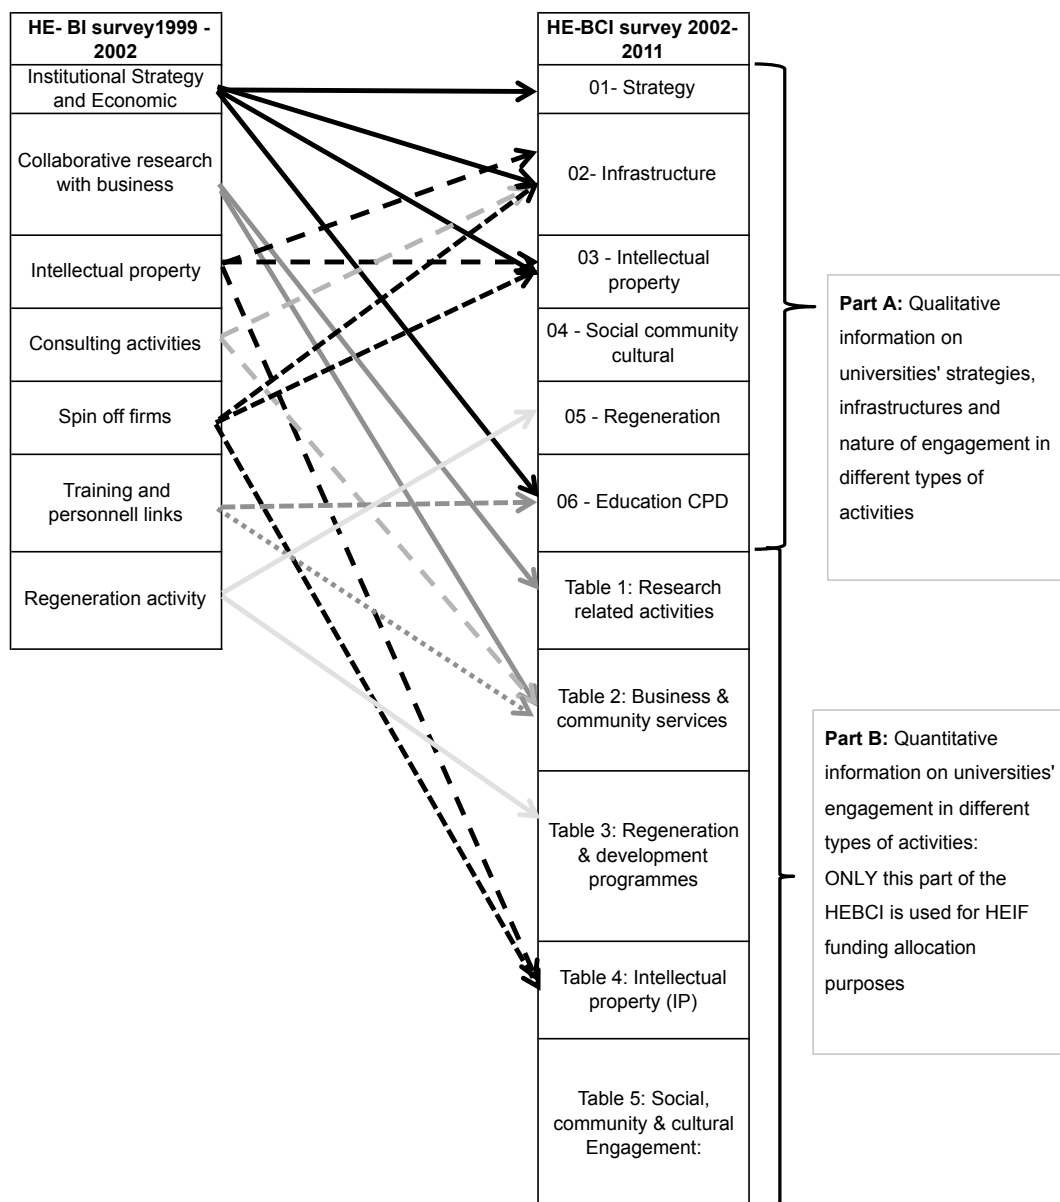 HE- BI survey1999 -
2002
Institutional Strategy
and Economic
Collaborative research
with business
Intellectual property
Consulting activities
Spin off firms
Training and
personnell links
Regeneration activity
HE-BCI survey 2002-
2011
01- Strategy
02- Infrastructure
03 - Intellectual
property
04 - Social community
cultural
05 - Regeneration
06 - Education CPD
Table 1: Research
related activities
Table 2: Business &
community services
Table 3: Regeneration
& development
programmes
Table 4: Intellectual
property (IP)
Table 5: Social,
community & cultural
Engagement:
Part A: Qualitative
information on
universities' strategies,
infrastructures and
nature of engagement in
different types of
activities
Part B: Quantitative
information on universities'
engagement in different
types of activities:
ONLY this part of the
HEBCI is used for HEIF
funding allocation
purposes